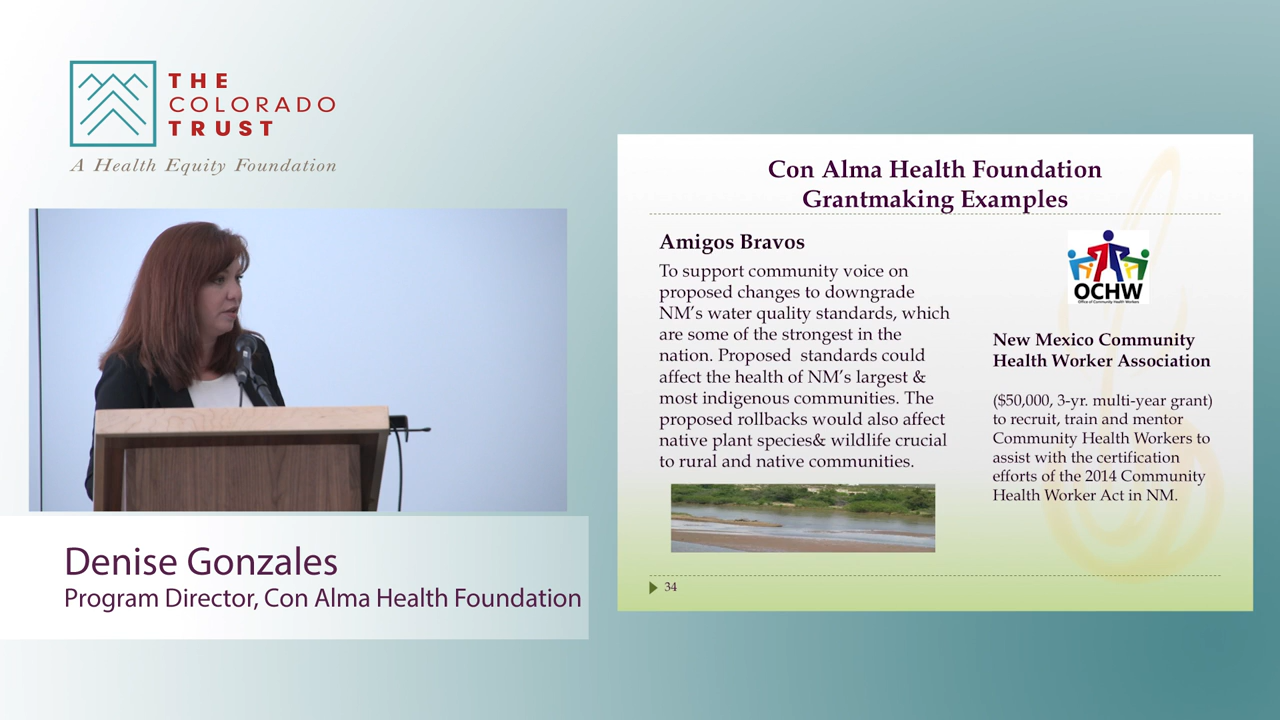 THE
COLORADO
TRUST
A Health Equity Foundation
Denise Gonzales
Program Director, Con Alma Health Foundation
Con Alma Health Foundation
Grantmaking Examples
Amigos Bravos
To support community voice on
proposed changes to downgrade
NM's water quality standards, which
are some of the strongest in the
nation. Proposed standards could
affect the health of NM's largest &
most indigenous communities. The
proposed rollbacks would also affect
native plant species& wildlife crucial
to rural and native communities.
OCHW
Office of Community Health Workers
New Mexico Community
Health Worker Association
($50,000, 3-yr. multi-year grant)
to recruit, train and mentor
Community Health Workers to
assist with the certification
efforts of the 2014 Community
Health Worker Act in NM.
34